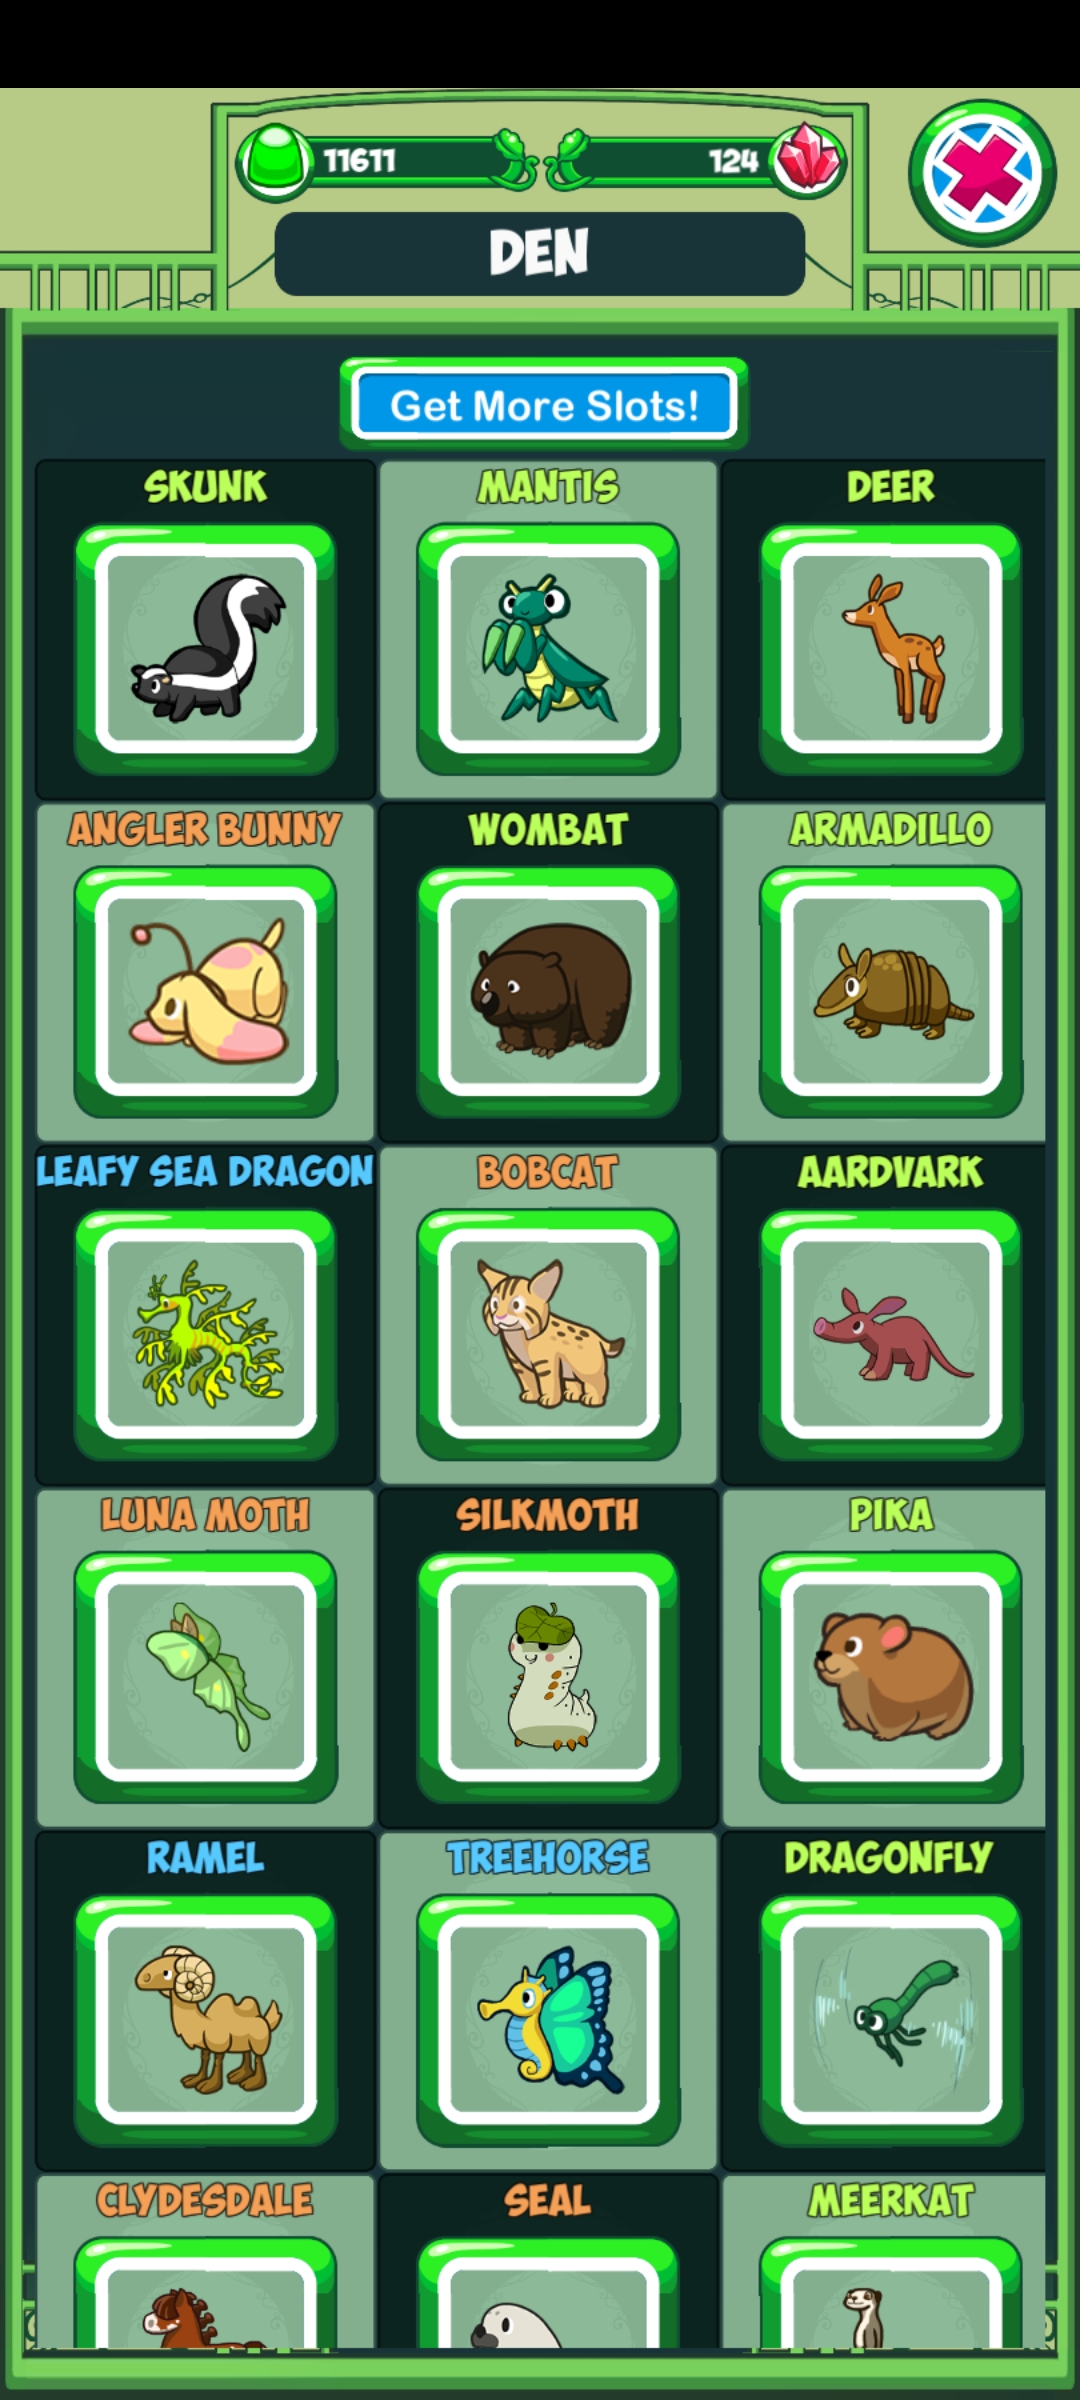 11611
124
DEN
Get More Slots!
SKUNK
MANTIS
DEER
ANGLER BUNNY
WOMBAT
ARMADILLO
LEAFY SEA DRAGON
BOBCAT
AARDVARK
LUNA MOTH
SILKMOTH
PIKA
RAMEL
TREEHORSE
DRAGONFLY
CLYDESDALE
SEAL
MEERKAT